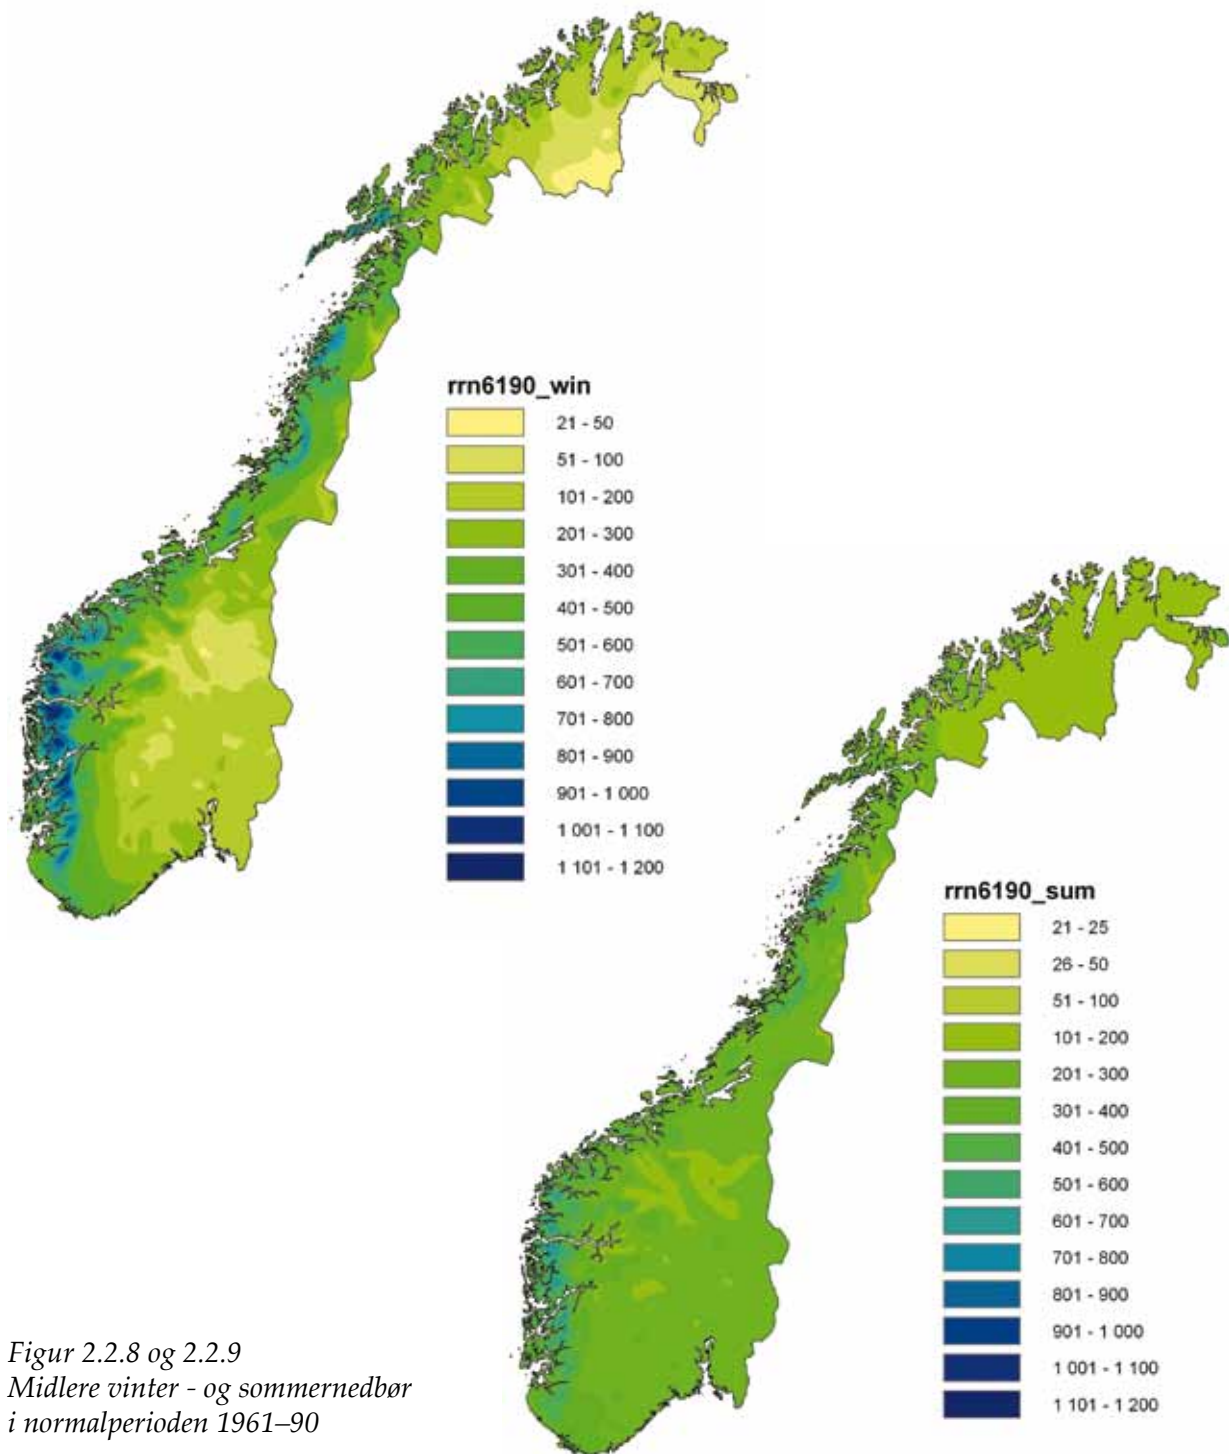 rrn6190_win
21 - 50
51 - 100
101 - 200
201 - 300
301 - 400
401 - 500
501 - 600
601 - 700
701 - 800
801 - 900
901 - 1 000
1 001 - 1 100
1 101 - 1 200
rrn6190_sum
21 - 25
26 - 50
51 - 100
101 - 200
201 - 300
301 - 400
401 - 500
501 - 600
601 - 700
701 - 800
801 - 900
901 - 1 000
1 001 - 1 100
1 101 - 1 200
Figur 2.2.8 og 2.2.9
Midlere vinter - og sommernedbør
i normalperioden 1961–90